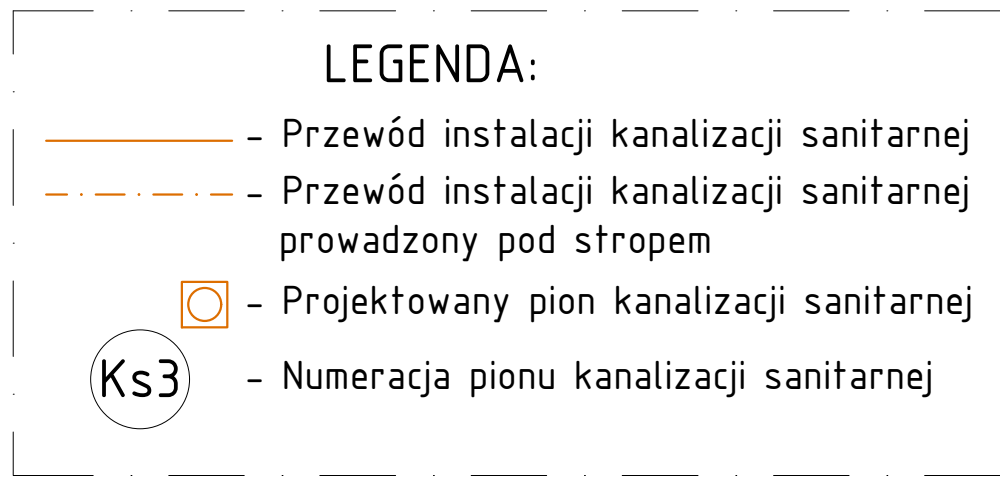 LEGENDA:
- Przewód instalacji kanalizacji sanitarnej
- Przewód instalacji kanalizacji sanitarnej
prowadzony pod stropem
- Projektowany pion kanalizacji sanitarnej
Ks3 - Numeracja pionu kanalizacji sanitarnej